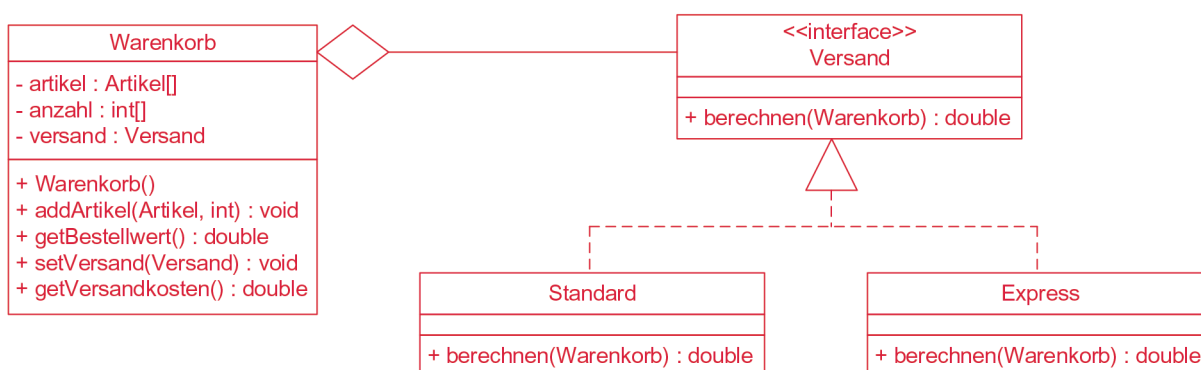 Warenkorb
- artikel : Artikel[]
- anzahl : int[]
- versand : Versand
+ Warenkorb()
+ addArtikel(Artikel, int) : void
+ getBestellwert() : double
+ setVersand(Versand) : void
+ getVersandkosten() : double
<<interface>>
Versand
+ berechnen(Warenkorb) : double
Standard
+ berechnen(Warenkorb) : double
Express
+ berechnen(Warenkorb) : double